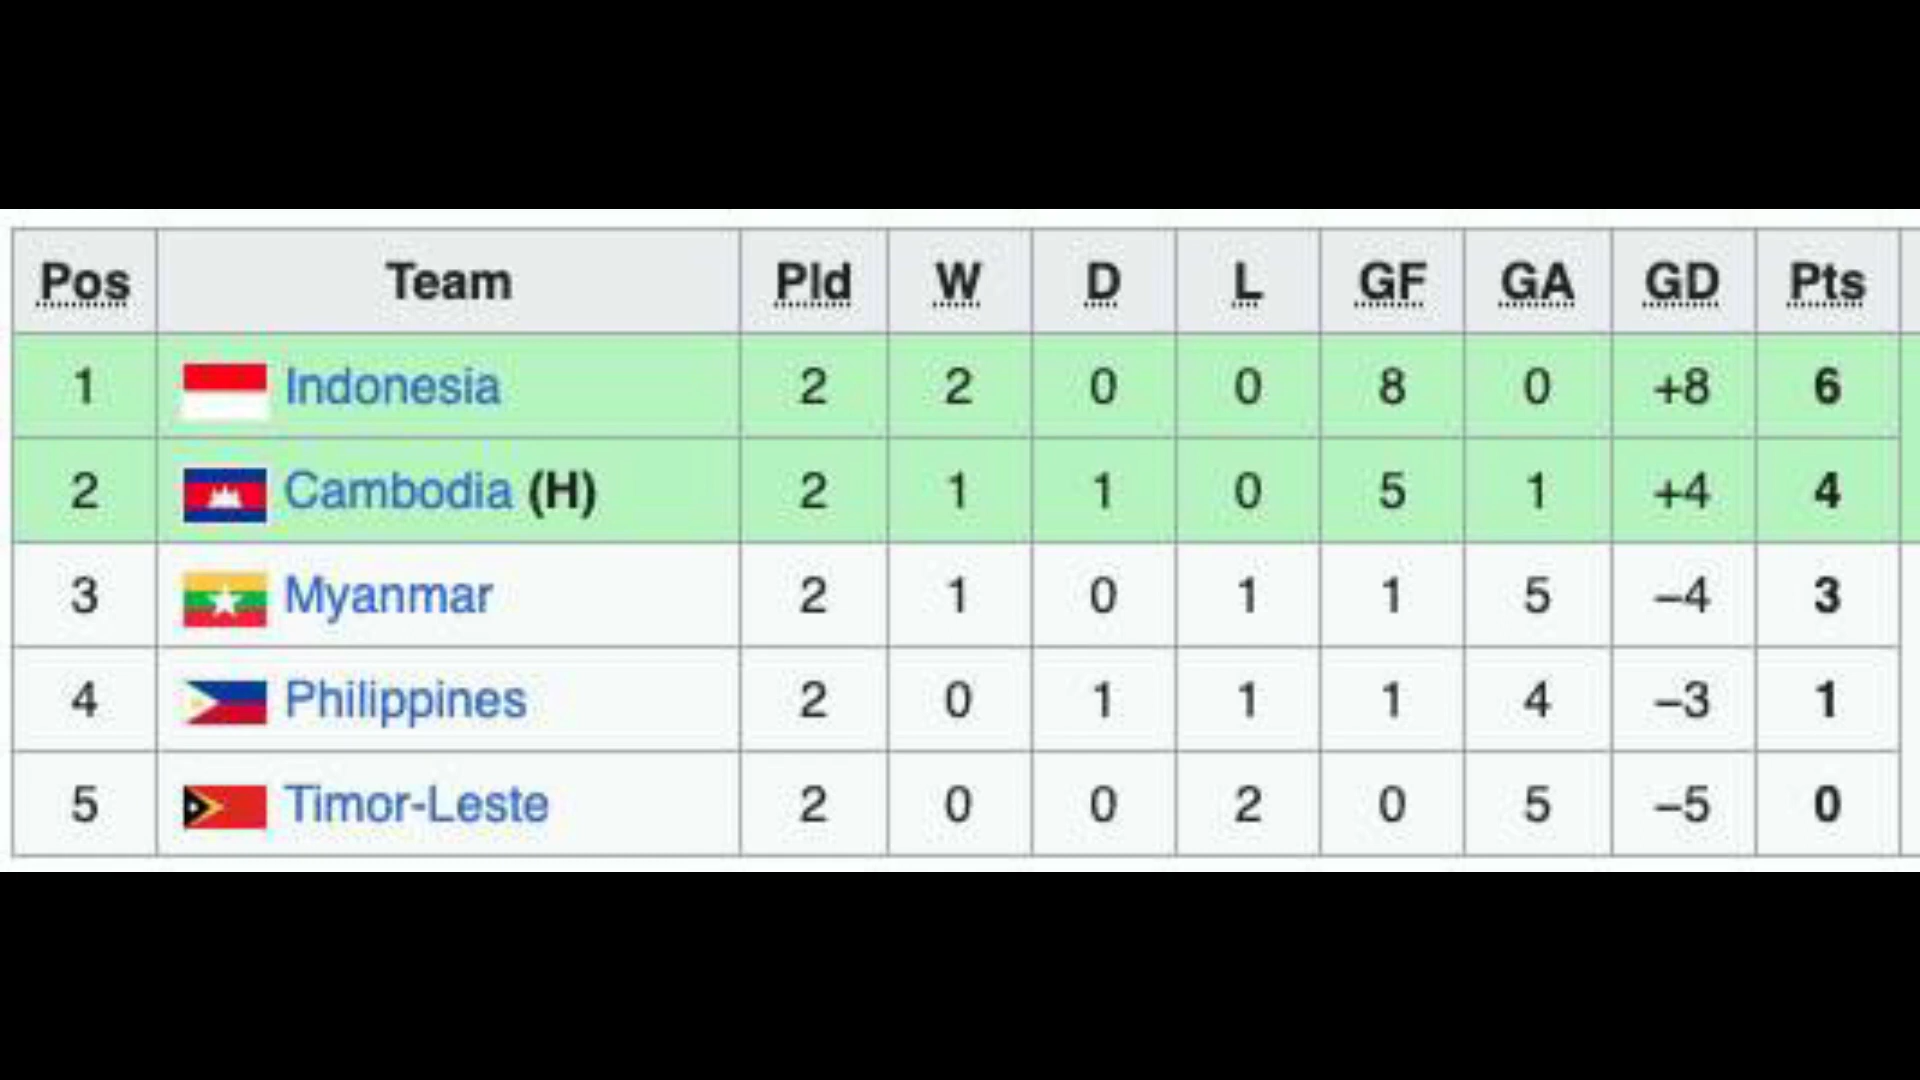 Pos Team Pld W D L GF GA GD Pts
1 Indonesia 2 2 0 0 8 0 +8 6
2 Cambodia (H) 2 1 1 0 5 1 +4 4
3 Myanmar 2 1 0 1 1 5 −4 3
4 Philippines 2 0 1 1 1 4 −3 1
5 Timor-Leste 2 0 0 2 0 5 −5 0